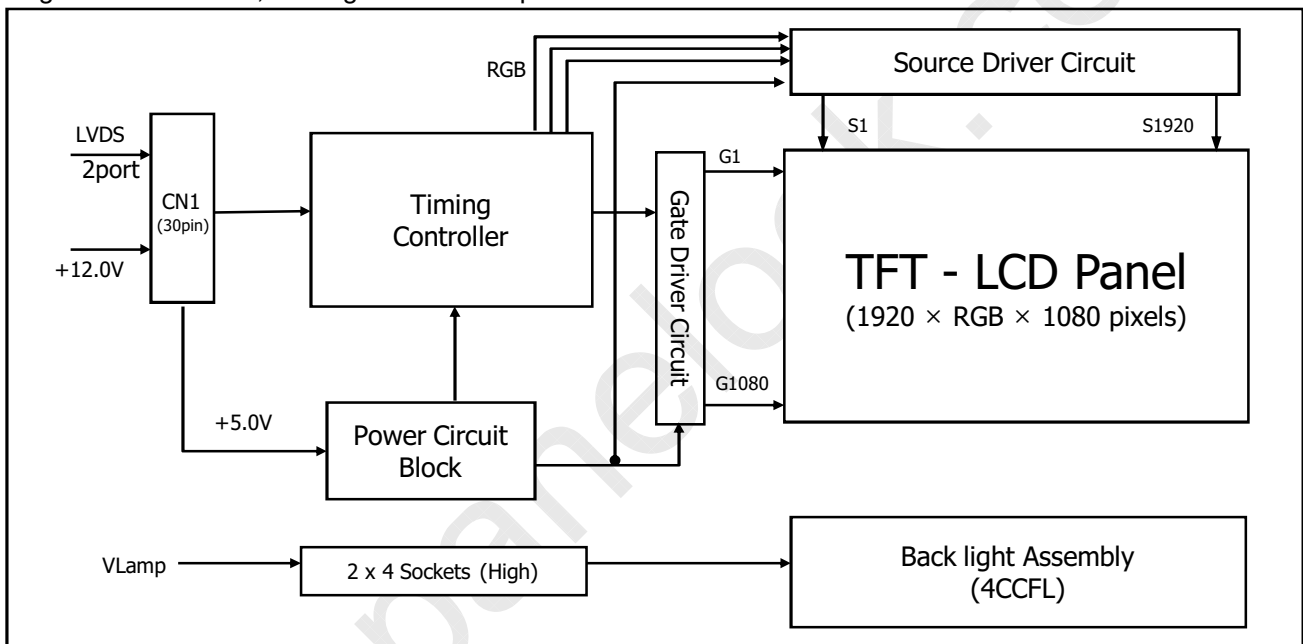 RGB
Source Driver Circuit
S1
S1920
LVDS
2port
CN1
(30pin)
+12.0V
Timing
Controller
Gate Driver Circuit
G1
G1080
TFT - LCD Panel
(1920 × RGB × 1080 pixels)
+5.0V
Power Circuit
Block
VLamp
2 x 4 Sockets (High)
Back light Assembly
(4CCFL)